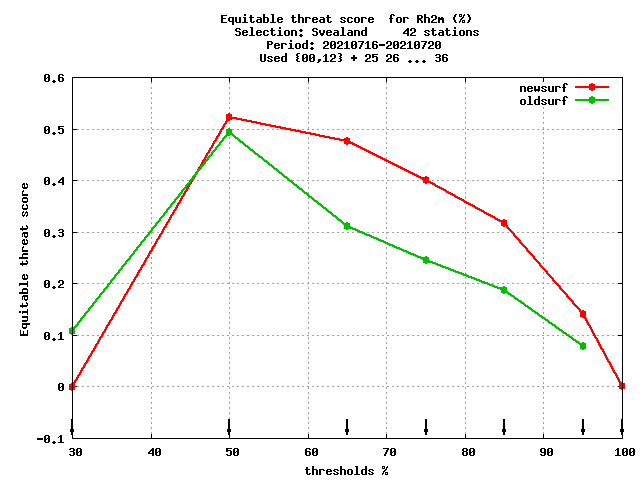 Equitable threat score  for Rh2m (%)
Selection: Svealand     42 stations
Period: 20210716-20210720
Used {00,12} + 25 26 ... 36
newsurf
oldsurf
Equitable threat score
0.6
0.5
0.4
0.3
0.2
0.1
0
-0.1
30 40 50 60 70 80 90 100
thresholds %